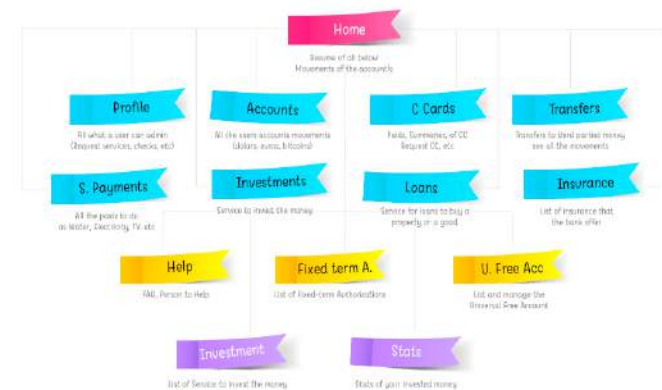 Home
Resume of all below
Movements of the accounts
Profile
Accounts
C Cards
Transfers
All what a user can admin
(Request services, checks, etc)
All the users accounts movements
(dolars, euros, bitcoins)
Summaries, of CC
Request CC, etc
Transfers to third parties money
see all the movements
S. Payments
Investments
Loans
Insurance
All the pays to do
as Water, Electricity, TV, etc
Service to invest the money
Service for loans to buy a
property or a good
List of insurance that
the bank offer
Help
Fixed term A.
U. Free Acc
FAQ, Person to Help
List of Fixed-term Authorizations
List and manage the
Universal Free Account
Investment
Stats
List of Service to invest the money
Stats of your invested money